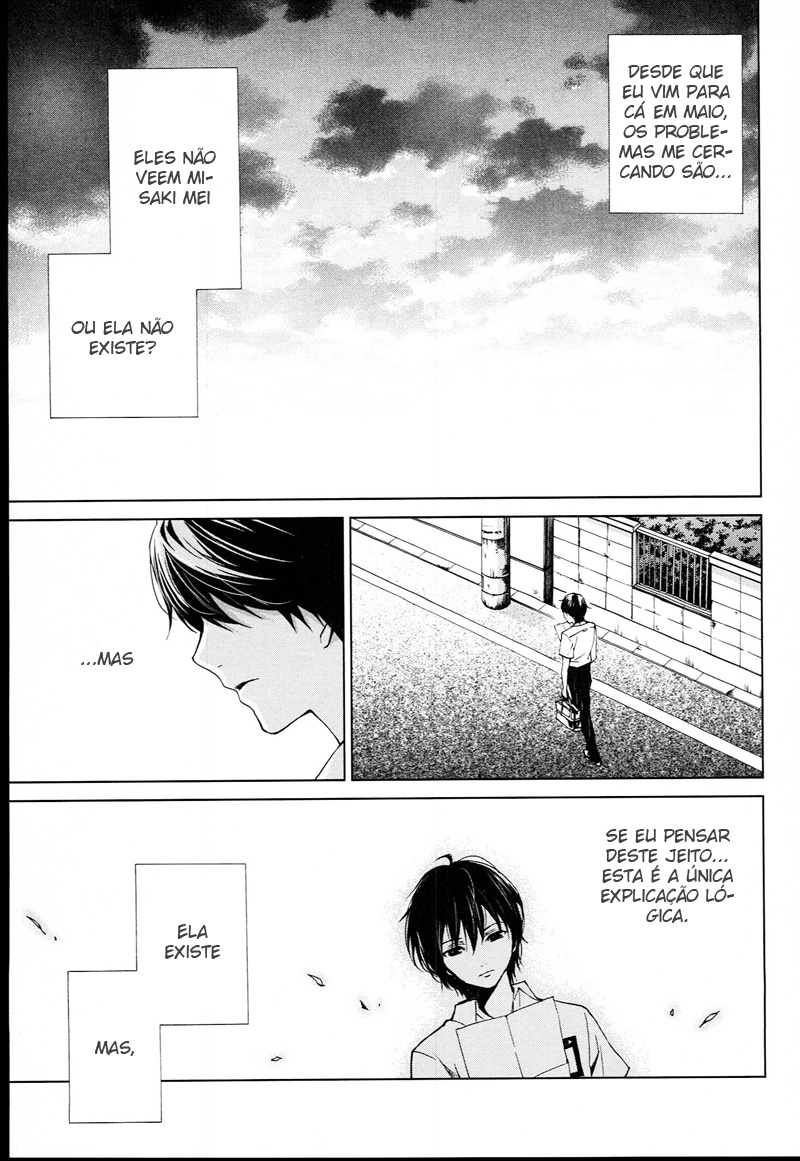 DESDE QUE
EU VIM PARA
CÁ EM MAIO,
OS PROBLE-
MAS ME CER-
CANDO SÃO...
ELES NÃO
VEEM MI-
SAKI MEI
OU ELA NÃO
EXISTE?
...MAS
SE EU PENSAR
DESTE JEITO...
ESTA É A ÚNICA
EXPLICAÇÃO LÓ-
GICA.
ELA
EXISTE
MAS,